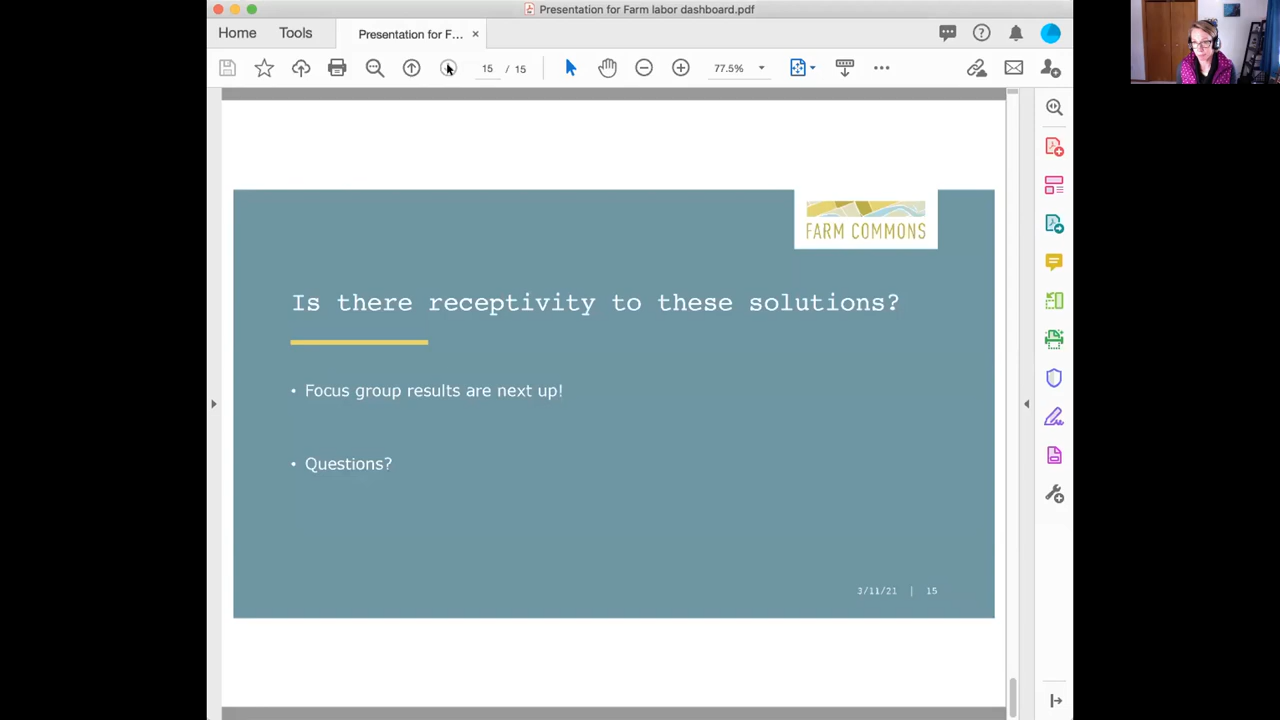 Presentation for Farm labor dashboard.pdf
Home
Tools
Presentation for F...
15 / 15
77.5%
FARM COMMONS
Is there receptivity to these solutions?
• Focus group results are next up!
• Questions?
3/11/21 | 15